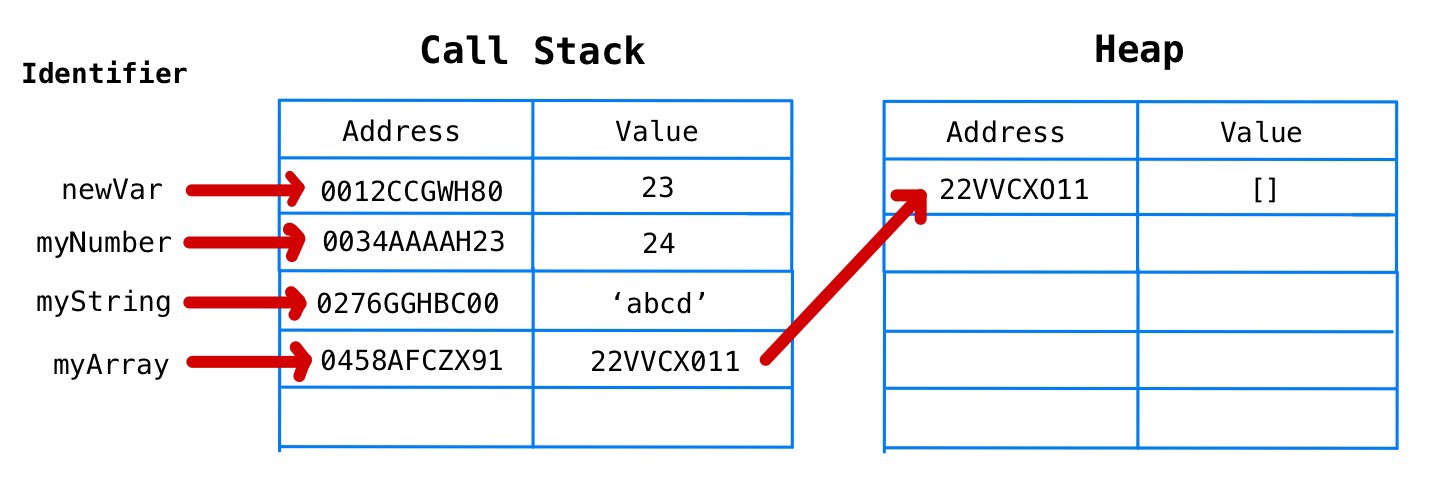 Call Stack
Heap
Identifier
Address Value
Address Value
newVar 0012CCGWH80 23
22VVCXO11 []
myNumber 0034AAAAH23 24
myString 0276GGHBC00 ‘abcd’
myArray 0458AFCZX91 22VVCX011